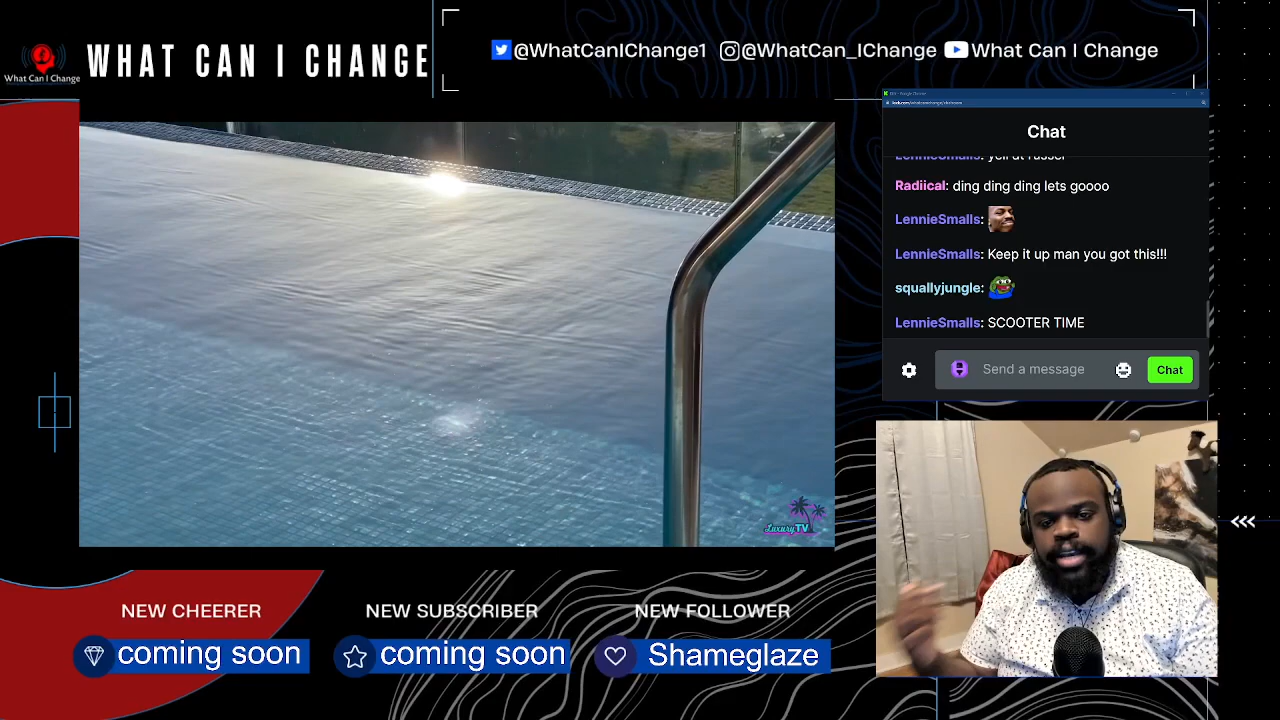 What Can I Change
WHAT CAN I CHANGE
@WhatCanIChange1 @WhatCan_IChange What Can I Change
Chat
LennieSmalls:
Radiical: ding ding ding lets goooo
LennieSmalls:
LennieSmalls: Keep it up man you got this!!!
squallyjungle:
LennieSmalls: SCOOTER TIME
Send a message
Chat
LuxuryTV
NEW CHEERER
coming soon
NEW SUBSCRIBER
coming soon
NEW FOLLOWER
Shameglaze